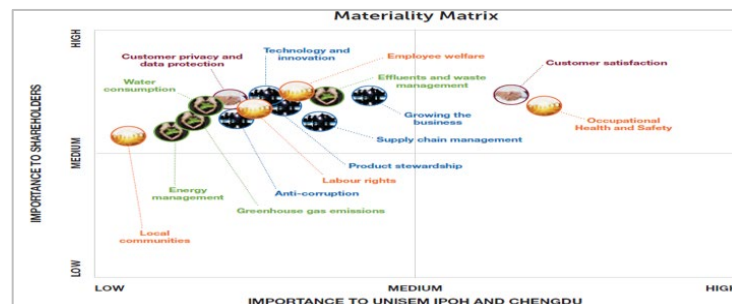 Materiality Matrix
HIGH
IMPORTANCE TO SHAREHOLDERS
MEDIUM
LOW
Customer privacy and
data protection
Technology and
innovation
Employee welfare
Customer satisfaction
Water
consumption
Effluents and waste
management
Growing the
business
Occupational
Health and Safety
Supply chain management
Product stewardship
Labour rights
Energy
management
Anti-corruption
Greenhouse gas emissions
Local
communities
LOW
MEDIUM
HIGH
IMPORTANCE TO UNISEM IPOH AND CHENGDU